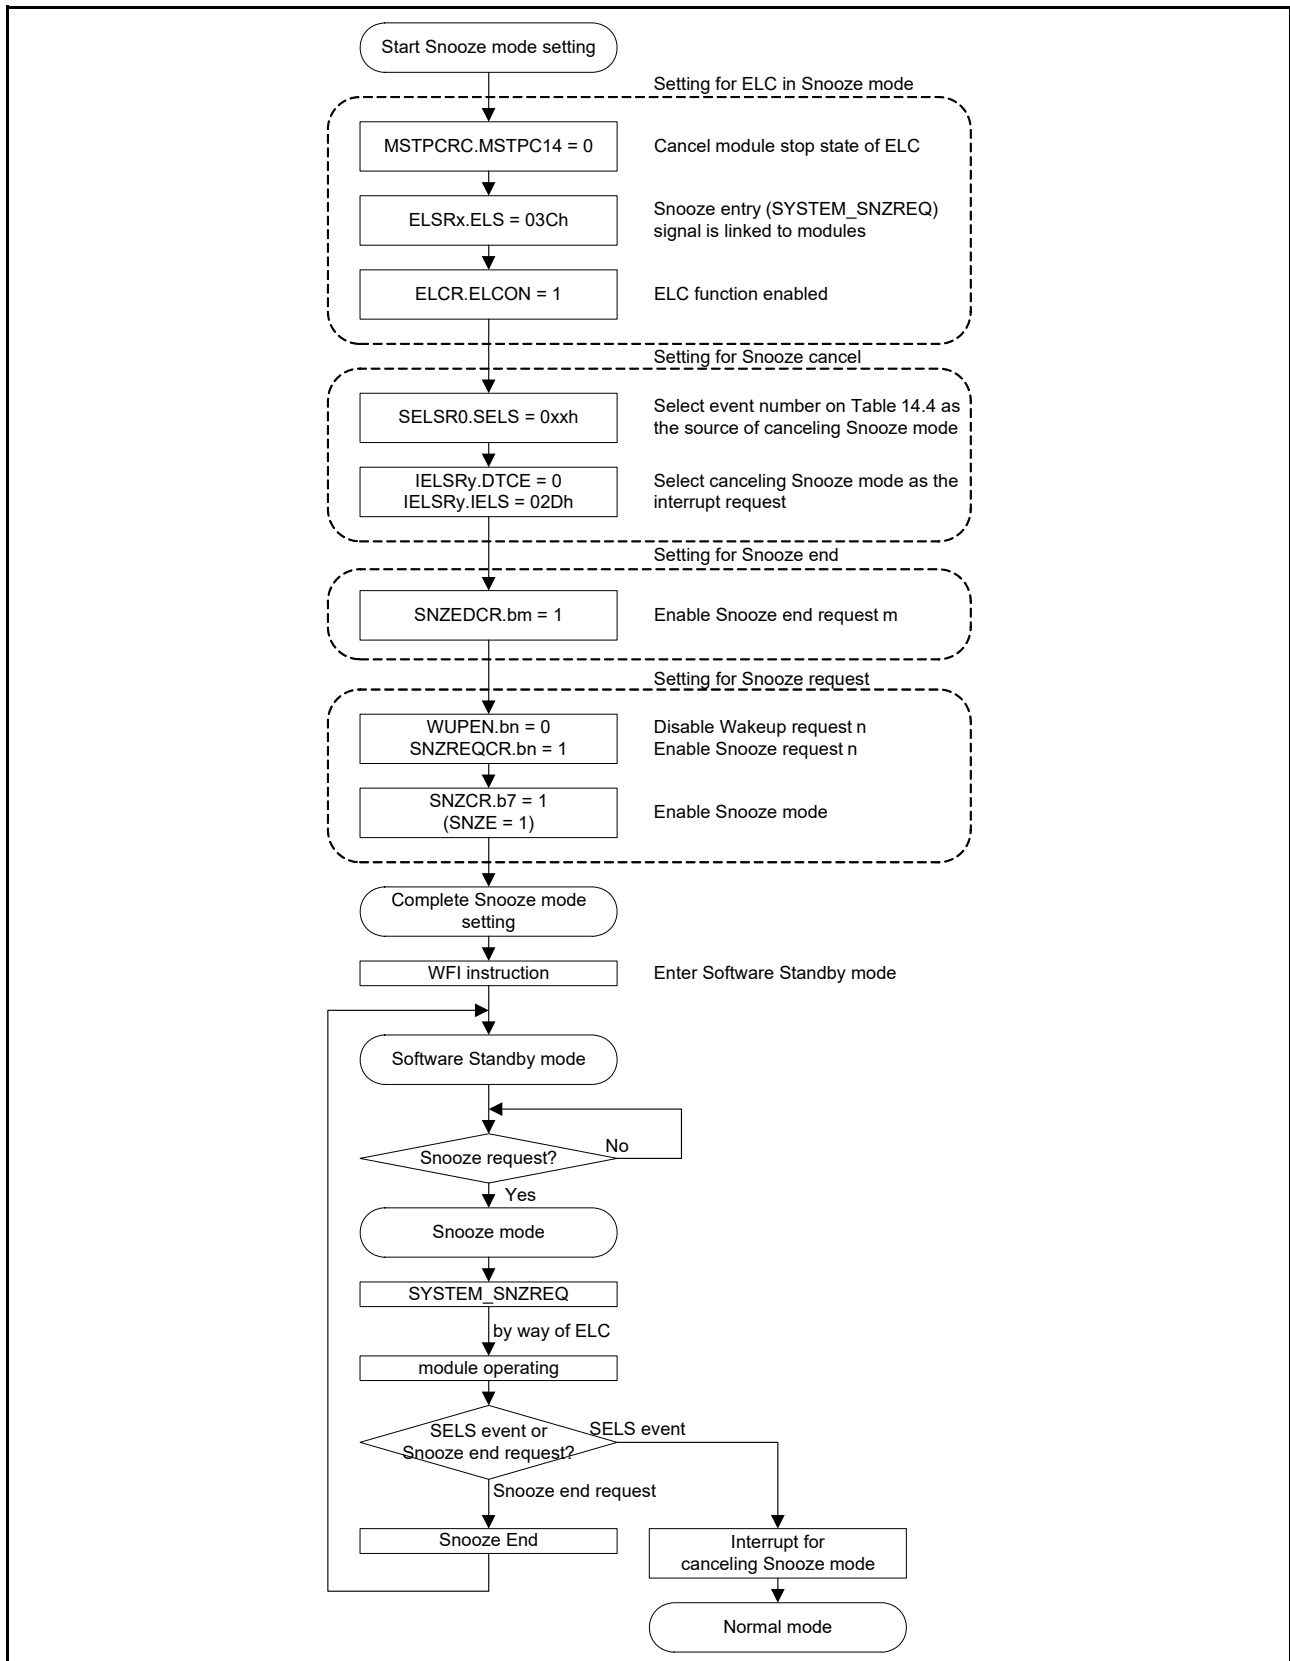 Start Snooze mode setting
Setting for ELC in Snooze mode
MSTPCRC.MSTPC14 = 0
Cancel module stop state of ELC
ELSRx.ELS = 03Ch
Snooze entry (SYSTEM_SNZREQ)
signal is linked to modules
ELCR.ELCON = 1
ELC function enabled
Setting for Snooze cancel
SELSR0.SELS = 0xxh
Select event number on Table 14.4 as
the source of canceling Snooze mode
IELSRy.DTCE = 0
IELSRy.IELS = 02Dh
Select canceling Snooze mode as the
interrupt request
Setting for Snooze end
SNZEDCR.bm = 1
Enable Snooze end request m
Setting for Snooze request
WUPEN.bn = 0
SNZREQCR.bn = 1
Disable Wakeup request n
Enable Snooze request n
SNZCR.b7 = 1
(SNZE = 1)
Enable Snooze mode
Complete Snooze mode
setting
WFI instruction
Enter Software Standby mode
Software Standby mode
Snooze request?
No
Yes
Snooze mode
SYSTEM_SNZREQ
by way of ELC
module operating
SELS event or
Snooze end request?
SELS event
Snooze end request
Snooze End
Interrupt for
canceling Snooze mode
Normal mode